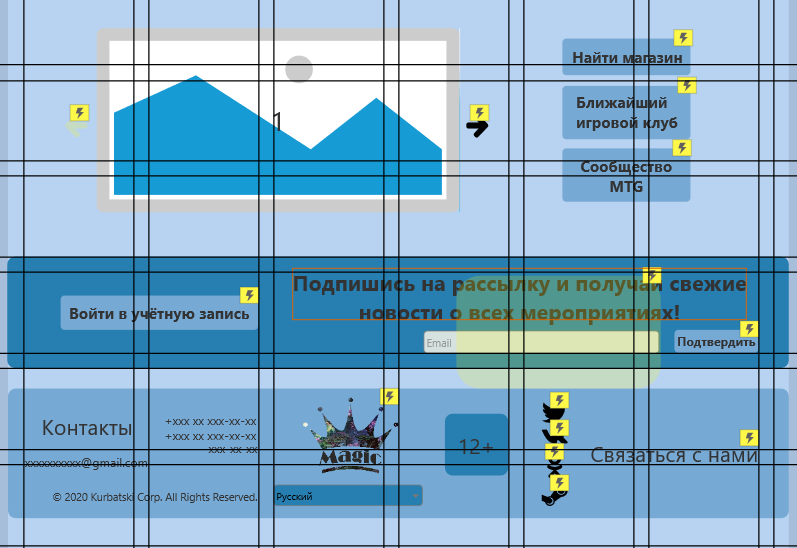 1
Найти магазин
Ближайший
игровой клуб
Сообщество
MTG
Подпишись на рассылку и получай свежие
новости о всех мероприятиях!
Войти в учётную запись
Email
Подтвердить
Контакты
+xxx xx xxx-xx-xx
+xxx xx xxx-xx-xx
xxx-xx-xx
xxxxxxxxxx@gmail.com
Magic
12+
Связаться с нами
© 2020 Kurbatski Corp. All Rights Reserved.
Русский